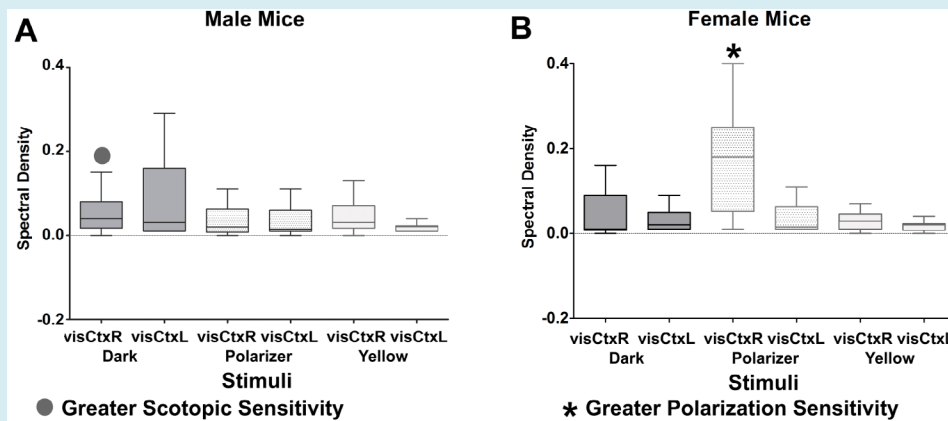 Male Mice
A
Spectral Density
0.4
0.2
0.0
-0.2
visCtxR visCtxL visCtxR visCtxL visCtxR visCtxL
Dark Polarizer Yellow
Stimuli
Greater Scotopic Sensitivity
Female Mice
B
*
Spectral Density
0.4
0.2
0.0
-0.2
visCtxR visCtxL visCtxR visCtxL visCtxR visCtxL
Dark Polarizer Yellow
Stimuli
* Greater Polarization Sensitivity